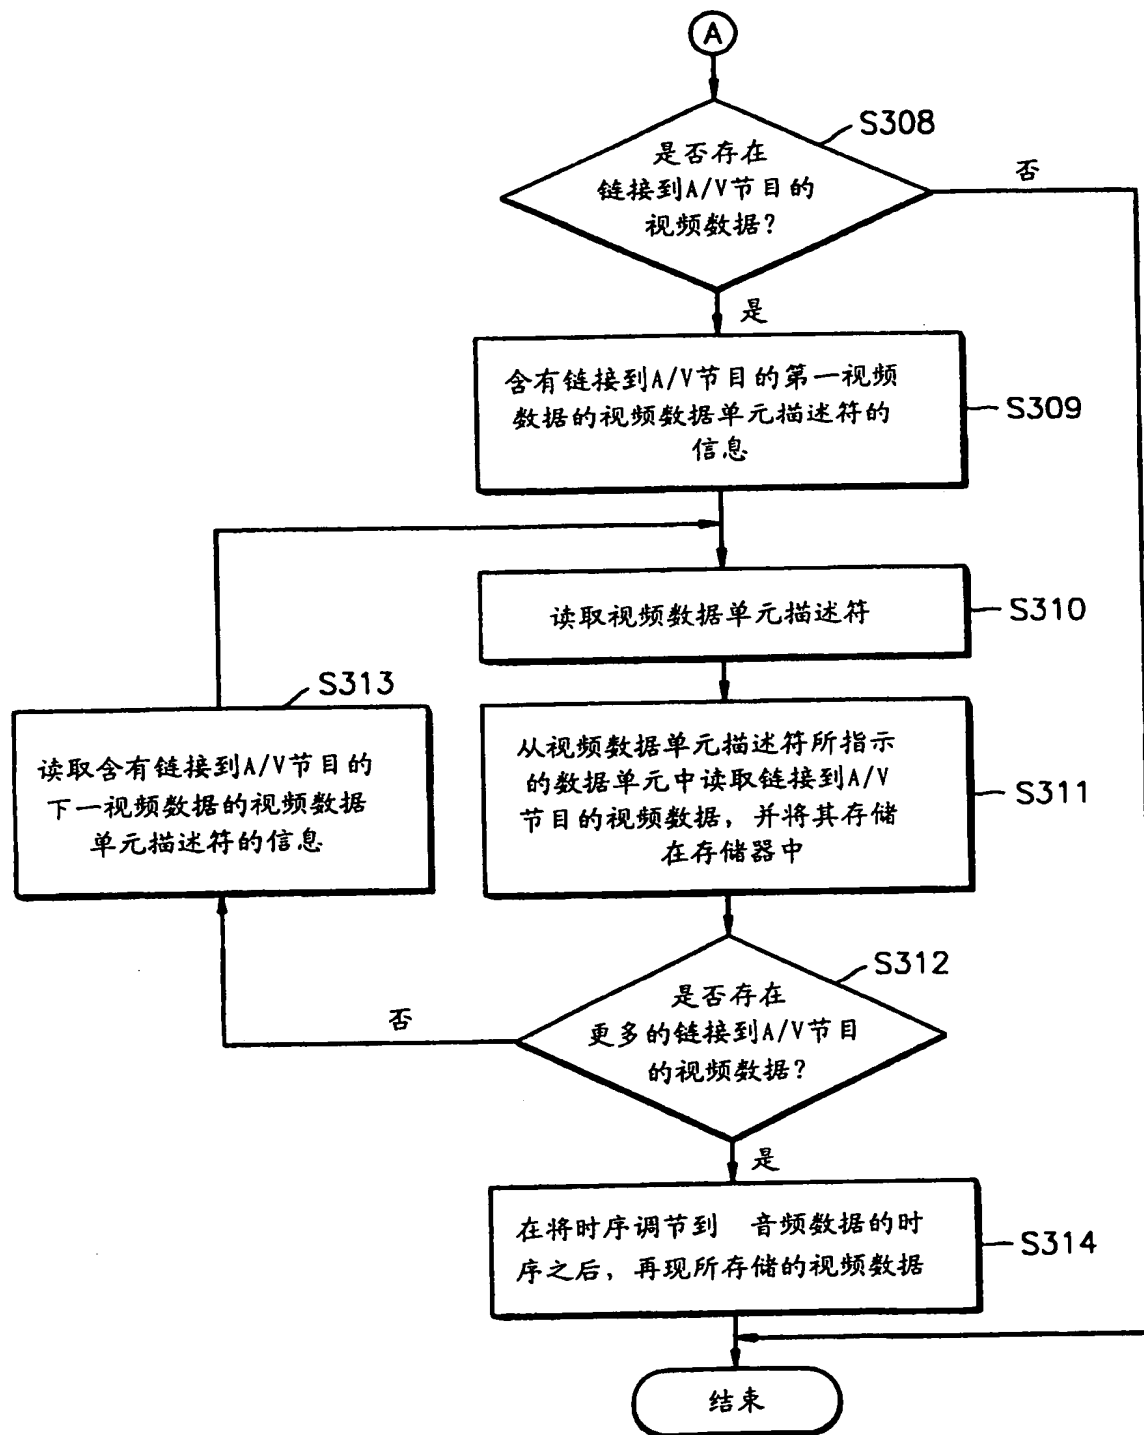 A
S308
是否存在
链接到A/V节目的
视频数据?
否
是
含有链接到A/V节目的第一视频
数据的视频数据单元描述符的
信息
S309
读取视频数据单元描述符
S310
S313
读取含有链接到A/V节目的
下一视频数据的视频数据
单元描述符的信息
从视频数据单元描述符所指示
的数据单元中读取链接到A/V
节目的视频数据，并将其存储
在存储器中
S311
S312
是否存在
更多的链接到A/V节目
的视频数据?
否
是
在将时序调节到 音频数据的时
序之后，再现所存储的视频数据
S314
结束